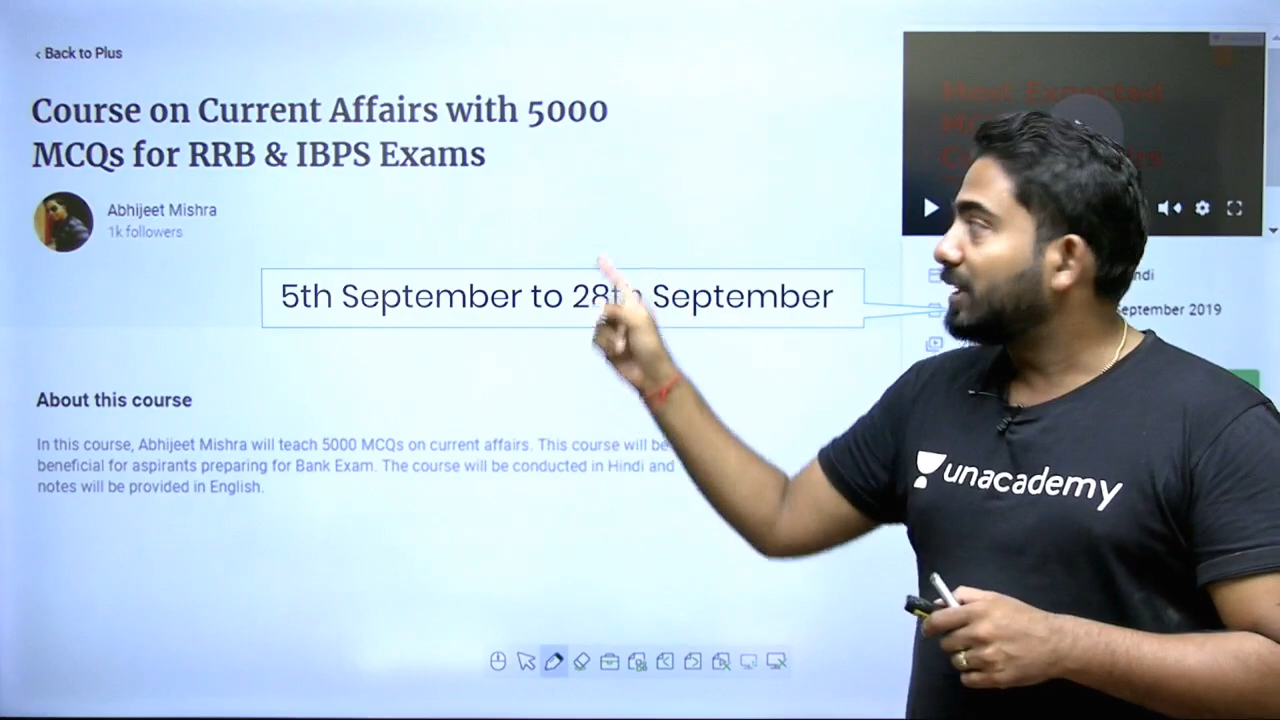 ‹ Back to Plus
Course on Current Affairs with 5000
MCQs for RRB & IBPS Exams
Abhijeet Mishra
1k followers
5th September to 28th September
September 2019
About this course
In this course, Abhijeet Mishra will teach 5000 MCQs on current affairs. This course will be
beneficial for aspirants preparing for Bank Exam. The course will be conducted in Hindi and
notes will be provided in English.
Most Expected
unacademy